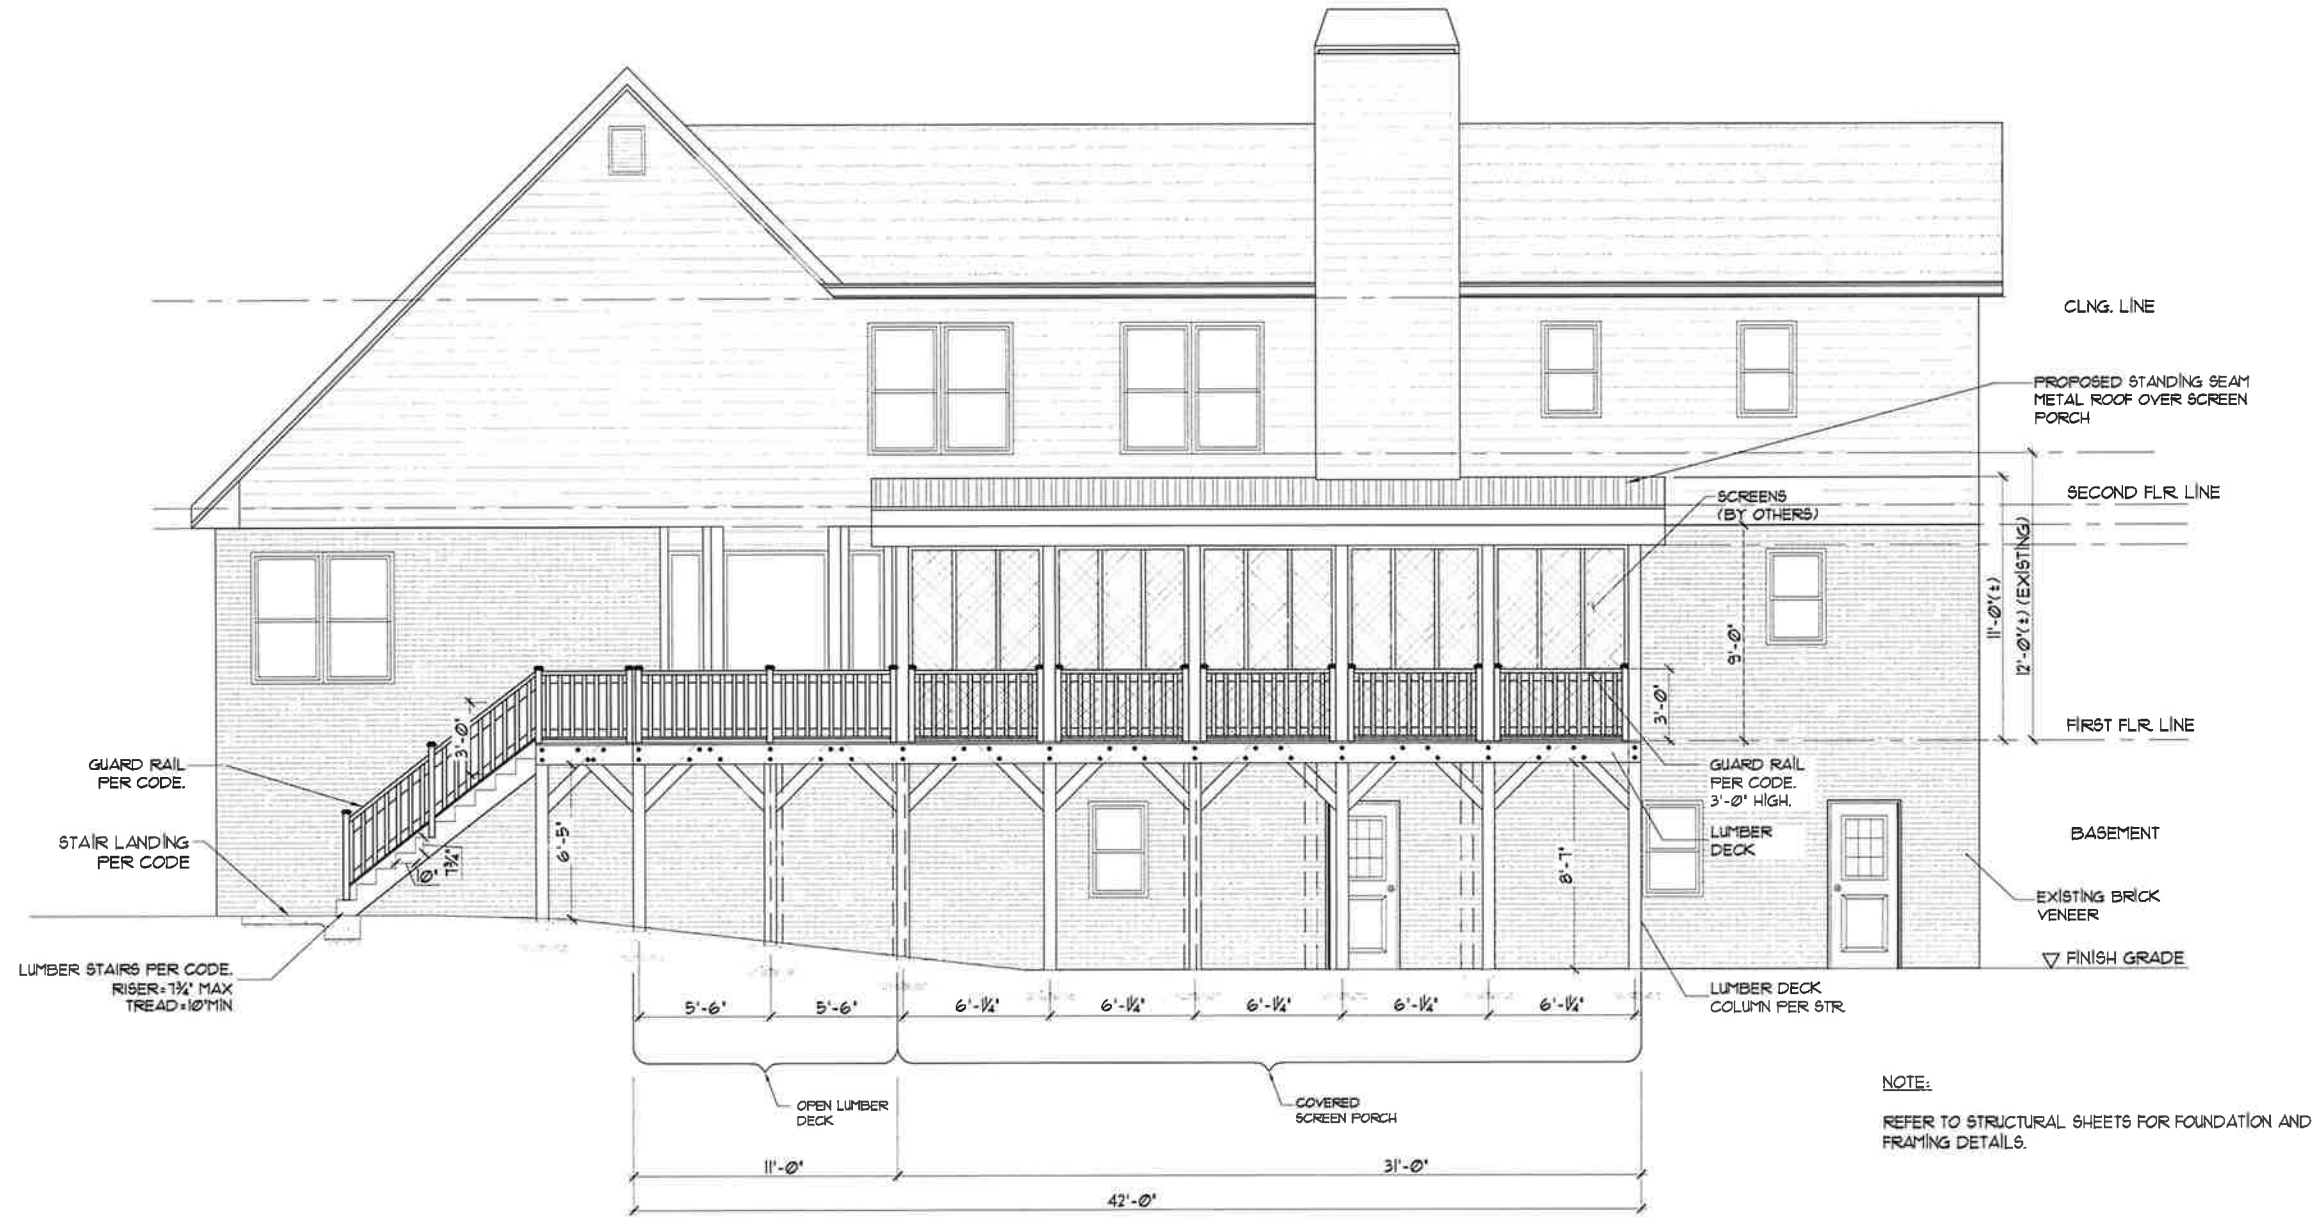 CLNG. LINE
PROPOSED STANDING SEAM
METAL ROOF OVER SCREEN
PORCH
SECOND FLR. LINE
SCREENS
(BY OTHERS)
11'-0"(±)
12'-0"(±) (EXISTING)
9'-0"
3'-0"
FIRST FLR. LINE
3'-0"
GUARD RAIL
PER CODE.
GUARD RAIL
PER CODE.
3'-0" HIGH.
STAIR LANDING
PER CODE
10"
7¾"
6'-5"
8'-7"
LUMBER
DECK
BASEMENT
EXISTING BRICK
VENEER
FINISH GRADE
LUMBER STAIRS PER CODE.
RISER=7¾" MAX
TREAD=10"MIN
LUMBER DECK
COLUMN PER STR.
5'-6"
5'-6"
6'-1¼"
6'-1¼"
6'-1¼"
6'-1¼"
6'-1¼"
OPEN LUMBER
DECK
COVERED
SCREEN PORCH
NOTE:
REFER TO STRUCTURAL SHEETS FOR FOUNDATION AND
FRAMING DETAILS.
11'-0"
31'-0"
42'-0"